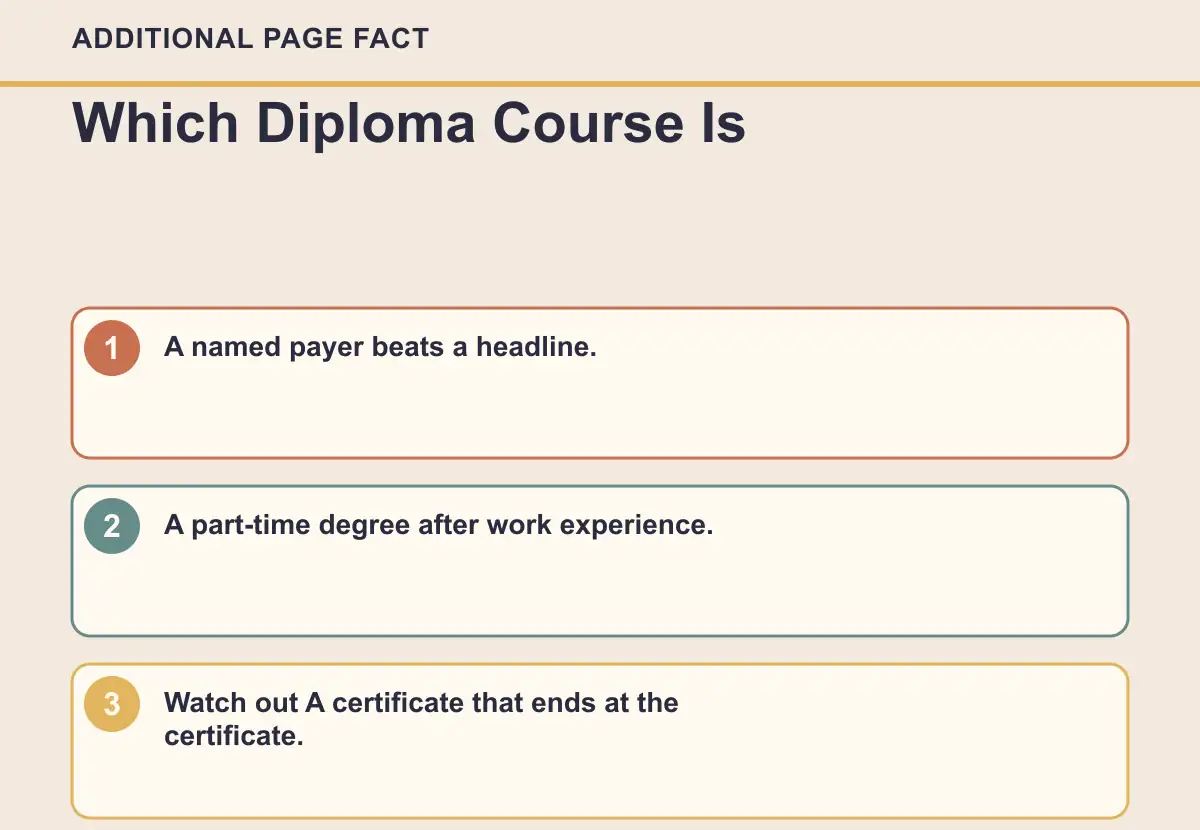 ADDITIONAL PAGE FACT
Which Diploma Course Is
1
A named payer beats a headline.
2
A part-time degree after work experience.
3
Watch out A certificate that ends at the
certificate.